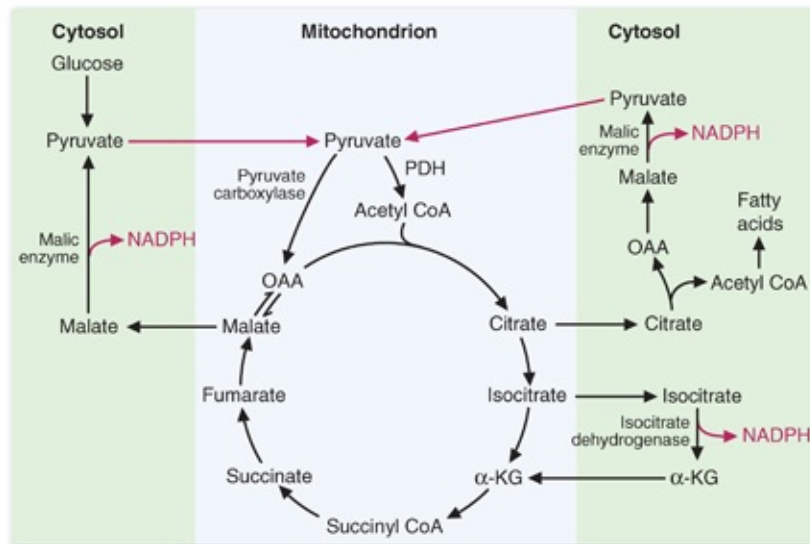 Cytosol
Mitochondrion
Cytosol
Glucose
Pyruvate
Malic
enzyme
NADPH
Malate
Pyruvate
Pyruvate
carboxylase
PDH
Acetyl CoA
OAA
Malate
Fumarate
Succinate
Succinyl CoA
α-KG
Isocitrate
Citrate
Pyruvate
Malic
enzyme
NADPH
Malate
OAA
Fatty
acids
Acetyl CoA
Citrate
Isocitrate
Isocitrate
dehydrogenase
NADPH
α-KG